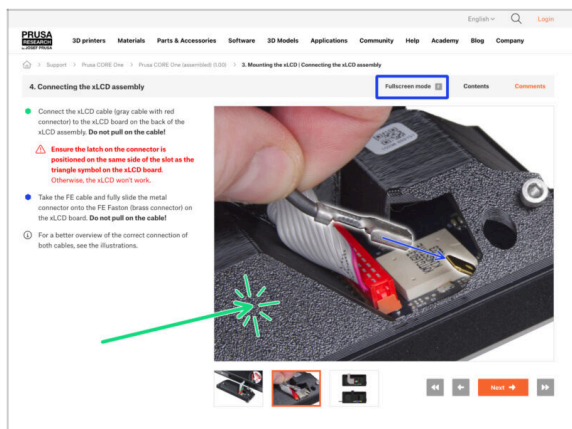 English
Login
PRUSA
RESEARCH
by JOSEF PRUSA
3D printers Materials Parts & Accessories Software 3D Models Applications Community Help Academy Blog Company
Support > Prusa CORE One > Prusa CORE One (assembled) (1.00) > 3. Mounting the xLCD | Connecting the xLCD assembly
4. Connecting the xLCD assembly
Fullscreen mode
Contents
Comments
Connect the xLCD cable (gray cable with red
connector) to the xLCD board on the back of the
xLCD assembly. Do not pull on the cable!
Ensure the latch on the connector is
positioned on the same side of the slot as the
triangle symbol on the xLCD board.
Otherwise, the xLCD won't work.
Take the FE cable and fully slide the metal
connector onto the FE Faston (brass connector) on
the xLCD board. Do not pull on the cable!
For a better overview of the correct connection of
both cables, see the illustrations.
Next